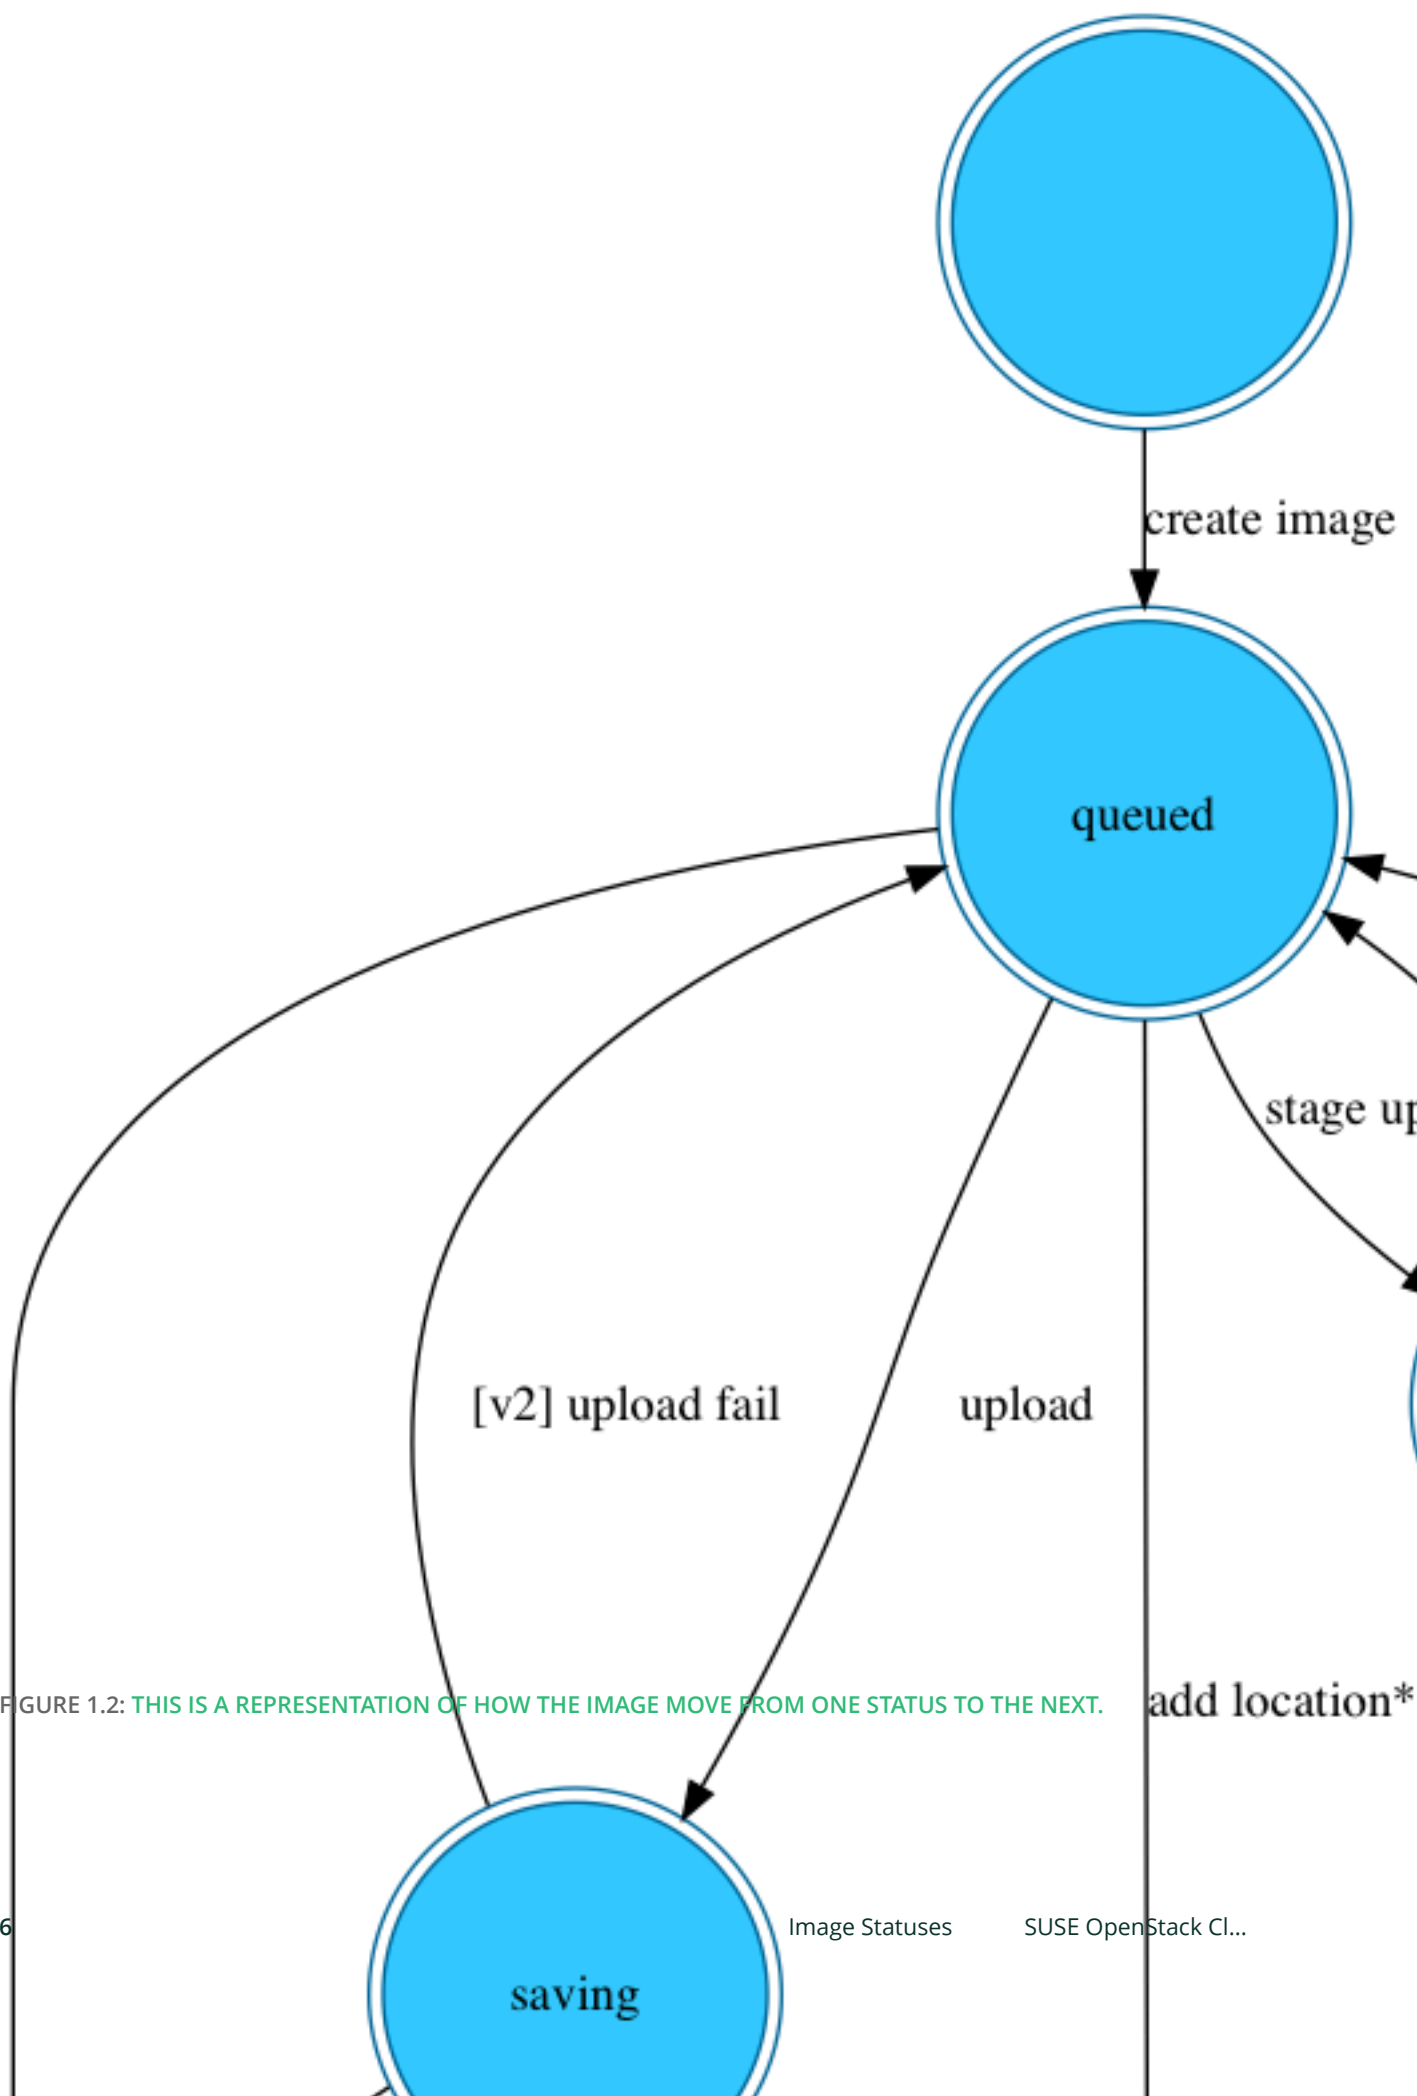 create image
queued
stage up
[v2] upload fail
upload
add location*
FIGURE 1.2: THIS IS A REPRESENTATION OF HOW THE IMAGE MOVE FROM ONE STATUS TO THE NEXT.
6 Image Statuses SUSE OpenStack Cl…
saving